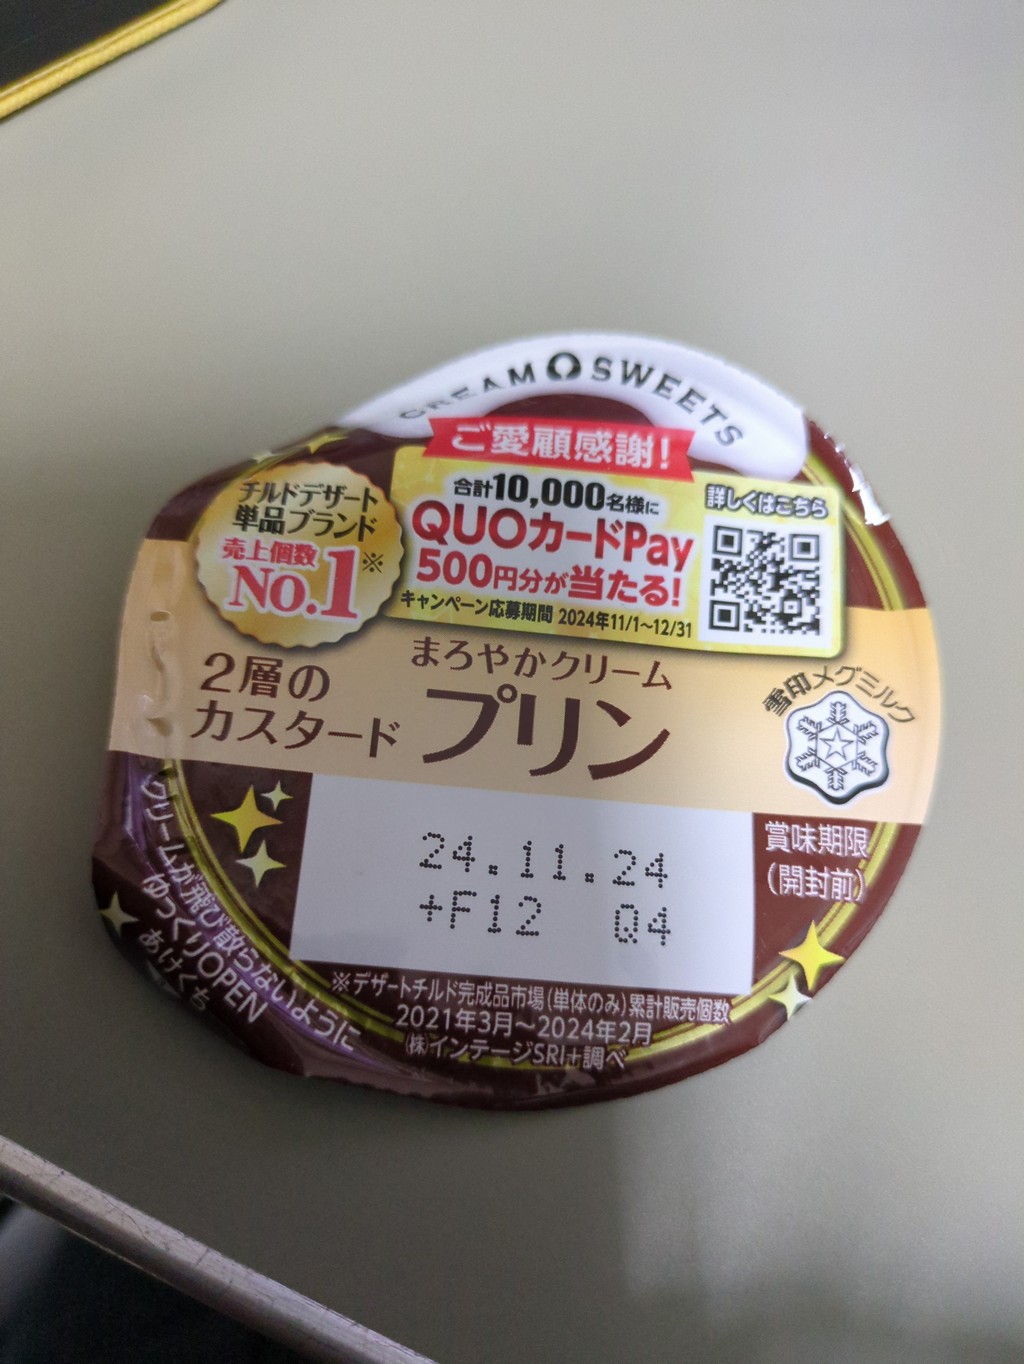 CREAM SWEETS
ご愛顧感謝!
チルドデザート
単品ブランド
売上個数
No.1※
合計10,000名様に
QUOカードPay
500円分が当たる!
キャンペーン応募期間 2024年11/1～12/31
詳しくはこちら
2層の
カスタード
まろやかクリーム
プリン
雪印メグミルク
24.11.24
+F12 Q4
賞味期限
(開封前)
クリームが飛び散らないように
ゆっくりOPEN
あけくち
※デザートチルド完成品市場(単体のみ)累計販売個数
2021年3月～2024年2月
㈱インテージSRI+調べ